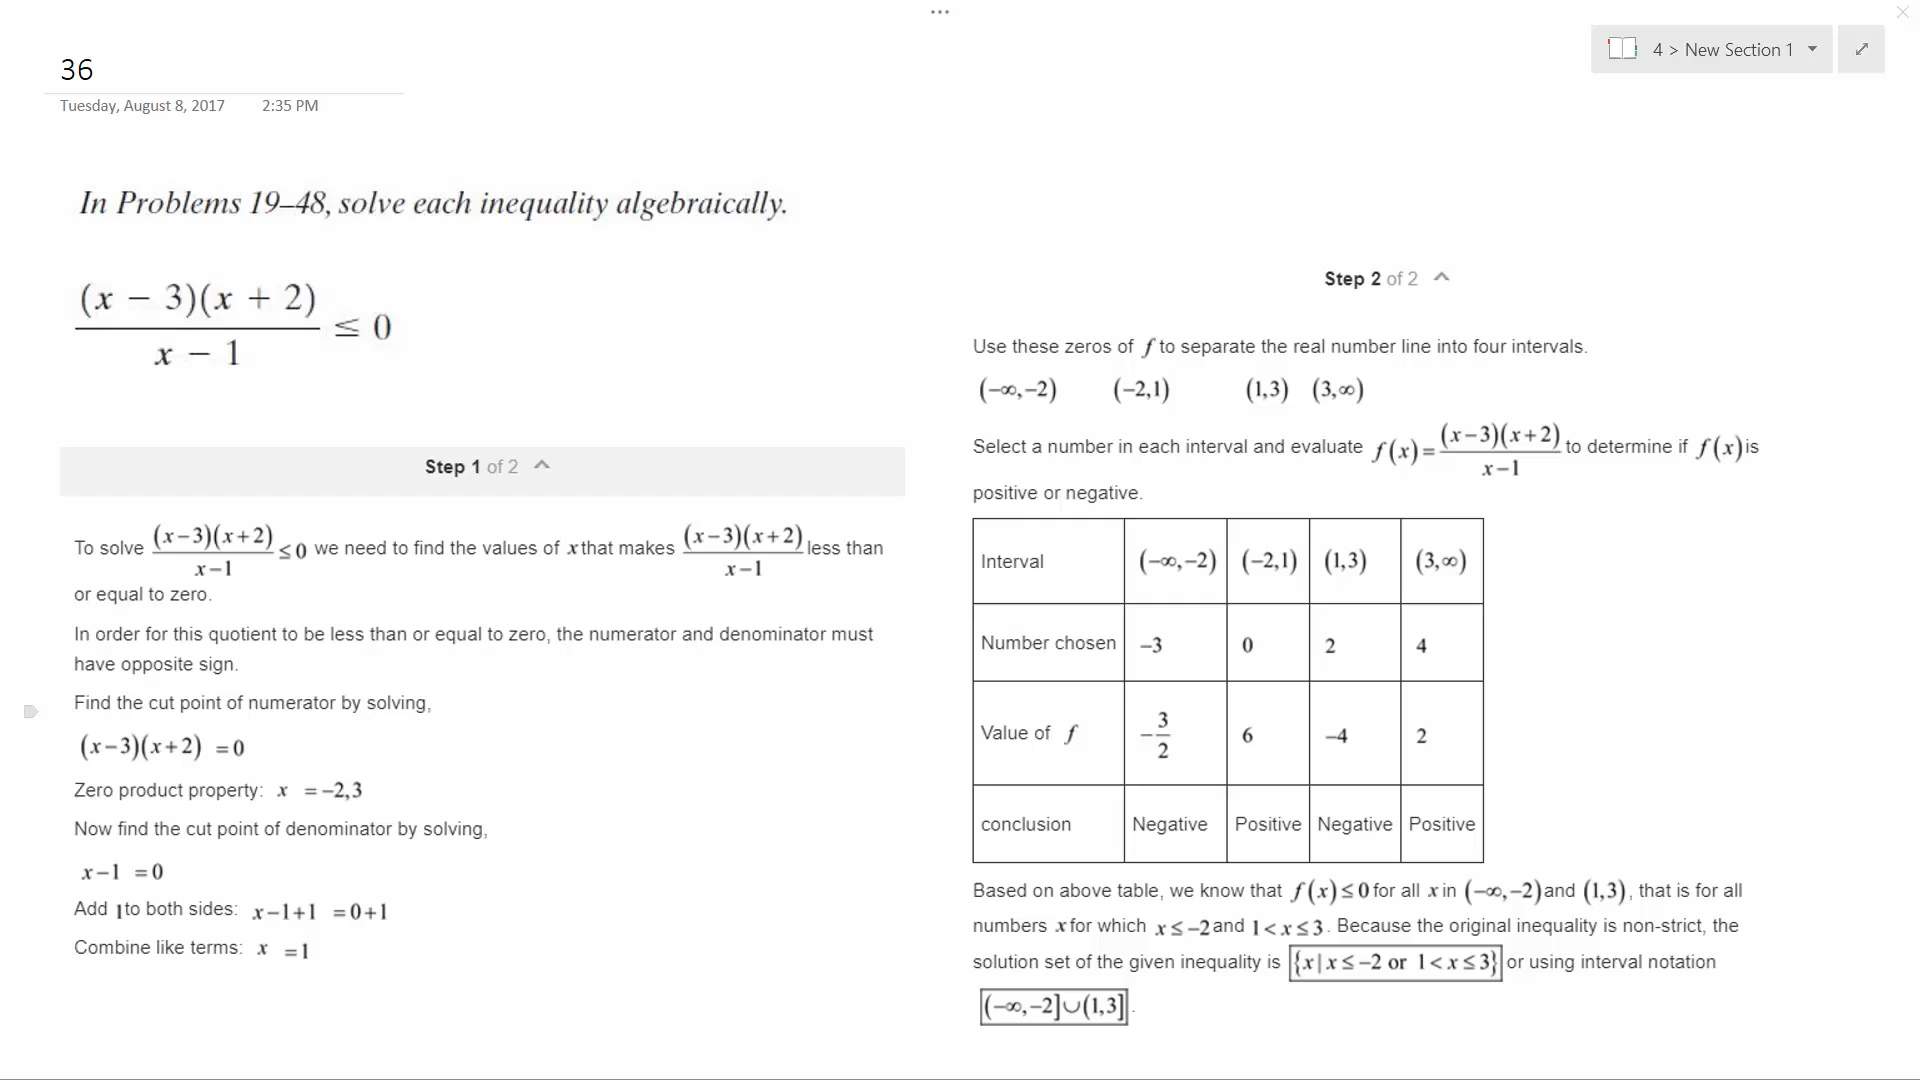 ...
4 > New Section 1
36
Tuesday, August 8, 2017 2:35 PM
In Problems 19–48, solve each inequality algebraically.
(x − 3)(x + 2)
x − 1
≤ 0
Step 1 of 2
To solve (x−3)(x+2)/x−1 ≤ 0 we need to find the values of x that makes (x−3)(x+2)/x−1 less than
or equal to zero.
In order for this quotient to be less than or equal to zero, the numerator and denominator must
have opposite sign.
Find the cut point of numerator by solving,
(x−3)(x+2) = 0
Zero product property: x = −2,3
Now find the cut point of denominator by solving,
x−1 = 0
Add 1 to both sides: x−1+1 = 0+1
Combine like terms: x = 1
Step 2 of 2
Use these zeros of f to separate the real number line into four intervals.
(−∞,−2) (−2,1) (1,3) (3,∞)
Select a number in each interval and evaluate f(x)= (x−3)(x+2)/x−1 to determine if f(x) is
positive or negative.
Interval (−∞,−2) (−2,1) (1,3) (3,∞)
Number chosen −3 0 2 4
Value of f −3/2 6 −4 2
conclusion Negative Positive Negative Positive
Based on above table, we know that f(x)≤0 for all x in (−∞,−2) and (1,3), that is for all
numbers x for which x≤−2 and 1<x≤3. Because the original inequality is non-strict, the
solution set of the given inequality is {x|x≤−2 or 1<x≤3} or using interval notation
(−∞,−2]∪(1,3].